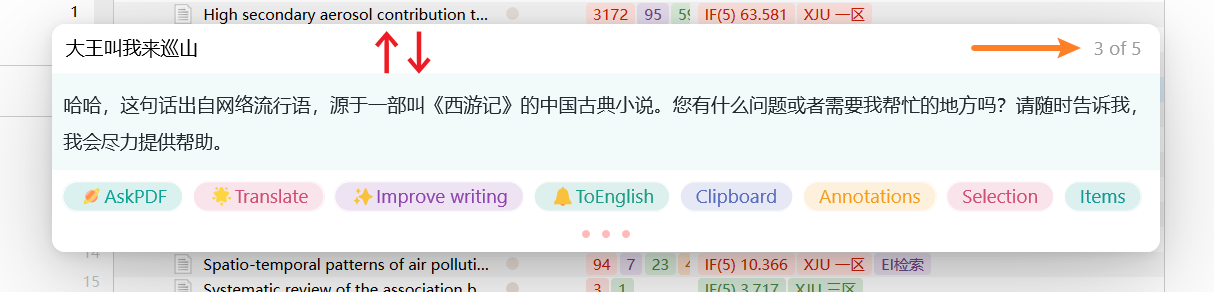 1
High secondary aerosol contribution t...
3172 95 59 IF(5) 63.581 XJU 一区
大王叫我来巡山
3 of 5
哈哈，这句话出自网络流行语，源于一部叫《西游记》的中国古典小说。您有什么问题或者需要我帮忙的地方吗？请随时告诉我，
我会尽力提供帮助。
AskPDF Translate Improve writing ToEnglish Clipboard Annotations Selection Items
14
Spatio-temporal patterns of air polluti...
94 7 23 IF(5) 10.366 XJU 一区 EI检索
15
Systematic review of the association b...
3 1 IF(5) 3.717 XJU 三区